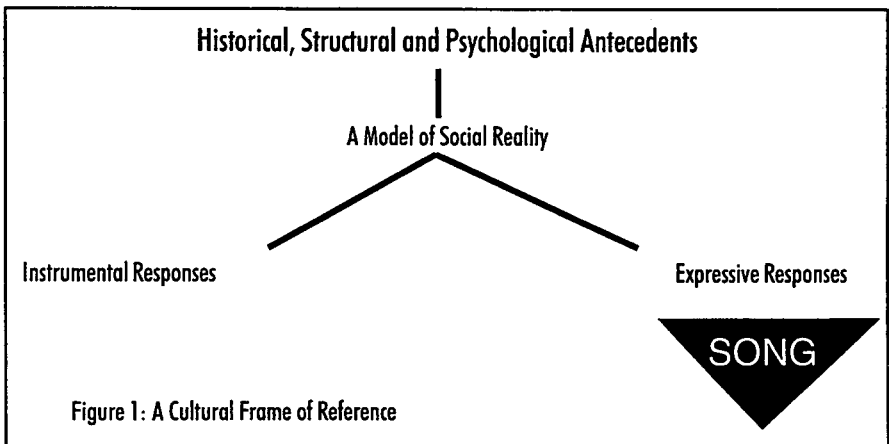 Historical, Structural and Psychological Antecedents
A Model of Social Reality
Instrumental Responses
Expressive Responses
SONG
Figure 1: A Cultural Frame of Reference